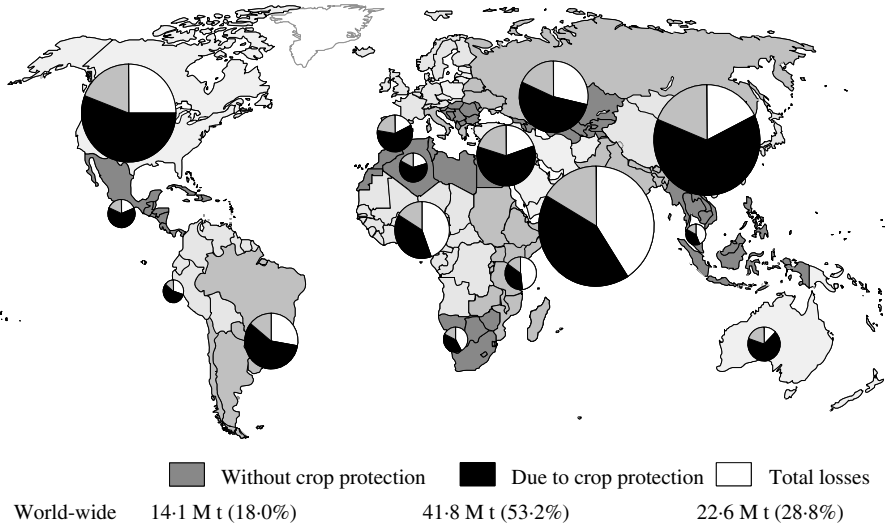 Without crop protection Due to crop protection Total losses
World-wide 14·1 M t (18·0%) 41·8 M t (53·2%) 22·6 M t (28·8%)